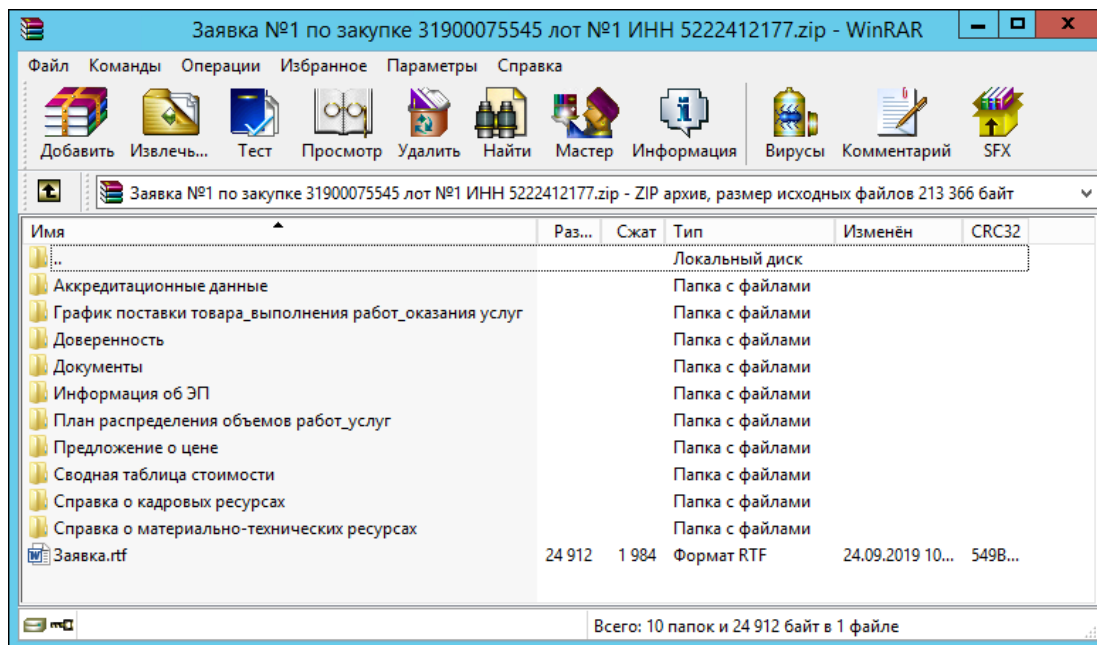 Заявка №1 по закупке 31900075545 лот №1 ИНН 5222412177.zip - WinRAR
Файл Команды Операции Избранное Параметры Справка
Добавить Извлечь... Тест Просмотр Удалить Найти Мастер Информация Вирусы Комментарий SFX
Заявка №1 по закупке 31900075545 лот №1 ИНН 5222412177.zip - ZIP архив, размер исходных файлов 213 366 байт
Имя Раз... Сжат Тип Изменён CRC32
.. Локальный диск
Аккредитационные данные Папка с файлами
График поставки товара_выполнения работ_оказания услуг Папка с файлами
Доверенность Папка с файлами
Документы Папка с файлами
Информация об ЭП Папка с файлами
План распределения объемов работ_услуг Папка с файлами
Предложение о цене Папка с файлами
Сводная таблица стоимости Папка с файлами
Справка о кадровых ресурсах Папка с файлами
Справка о материально-технических ресурсах Папка с файлами
Заявка.rtf 24 912 1 984 Формат RTF 24.09.2019 10... 549B...
Всего: 10 папок и 24 912 байт в 1 файле